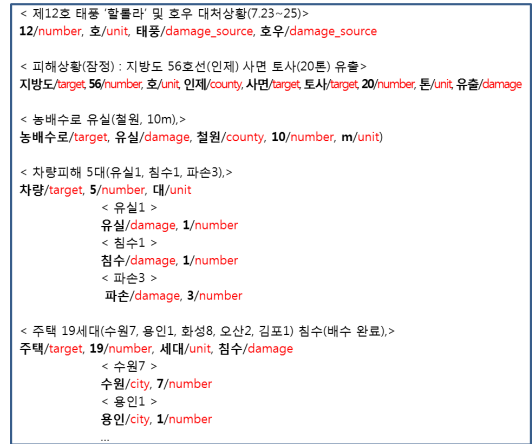 < 제12호 태풍 ‘할롤라’ 및 호우 대처상황(7.23~25)>
12/number, 호/unit, 태풍/damage_source, 호우/damage_source
< 피해상황(잠정) : 지방도 56호선(인제) 사면 토사(20톤) 유출>
지방도/target, 56/number, 호/unit, 인제/county, 사면/target, 토사/target, 20/number, 톤/unit, 유출/damage
< 농배수로 유실(철원, 10m),>
농배수로/target, 유실/damage, 철원/county, 10/number, m/unit)
< 차량피해 5대(유실1, 침수1, 파손3),>
차량/target, 5/number, 대/unit
< 유실1 >
유실/damage, 1/number
< 침수1 >
침수/damage, 1/number
< 파손3 >
파손/damage, 3/number
< 주택 19세대(수원7, 용인1, 화성8, 오산2, 김포1) 침수(배수 완료),>
주택/target, 19/number, 세대/unit, 침수/damage
< 수원7 >
수원/city, 7/number
< 용인1 >
용인/city, 1/number
...